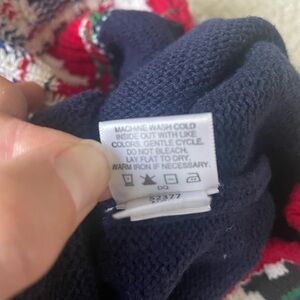 MACHINE WASH COLD
INSIDE OUT WITH LIKE
COLORS, GENTLE CYCLE.
DO NOT BLEACH,
LAY FLAT TO DRY,
WARM IRON IF NECESSARY.
DQ
52377